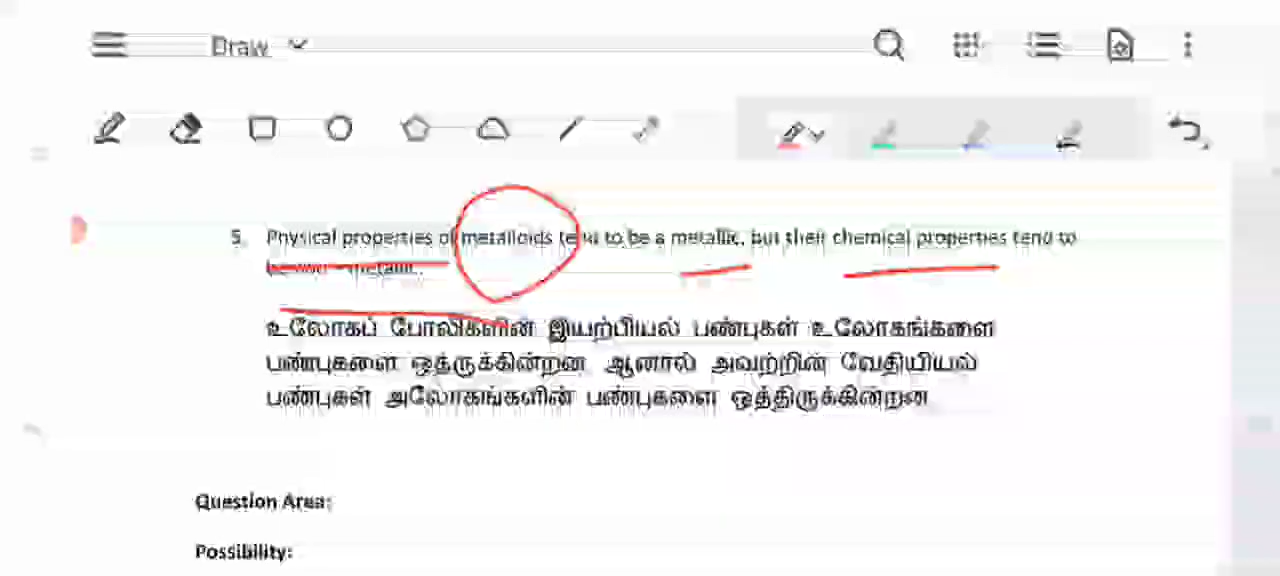 Draw
5. Physical properties of metalloids tend to be a metallic, but their chemical properties tend to
உலோகப் போலிகளின் இயற்பியல் பண்புகள் உலோகங்களை
பண்புகளை ஒத்ருக்கின்றன ஆனால் அவற்றின் வேதியியல்
பண்புகள் அலோகங்களின் பண்புகளை ஒத்திருக்கின்றன
Question Area:
Possibility: